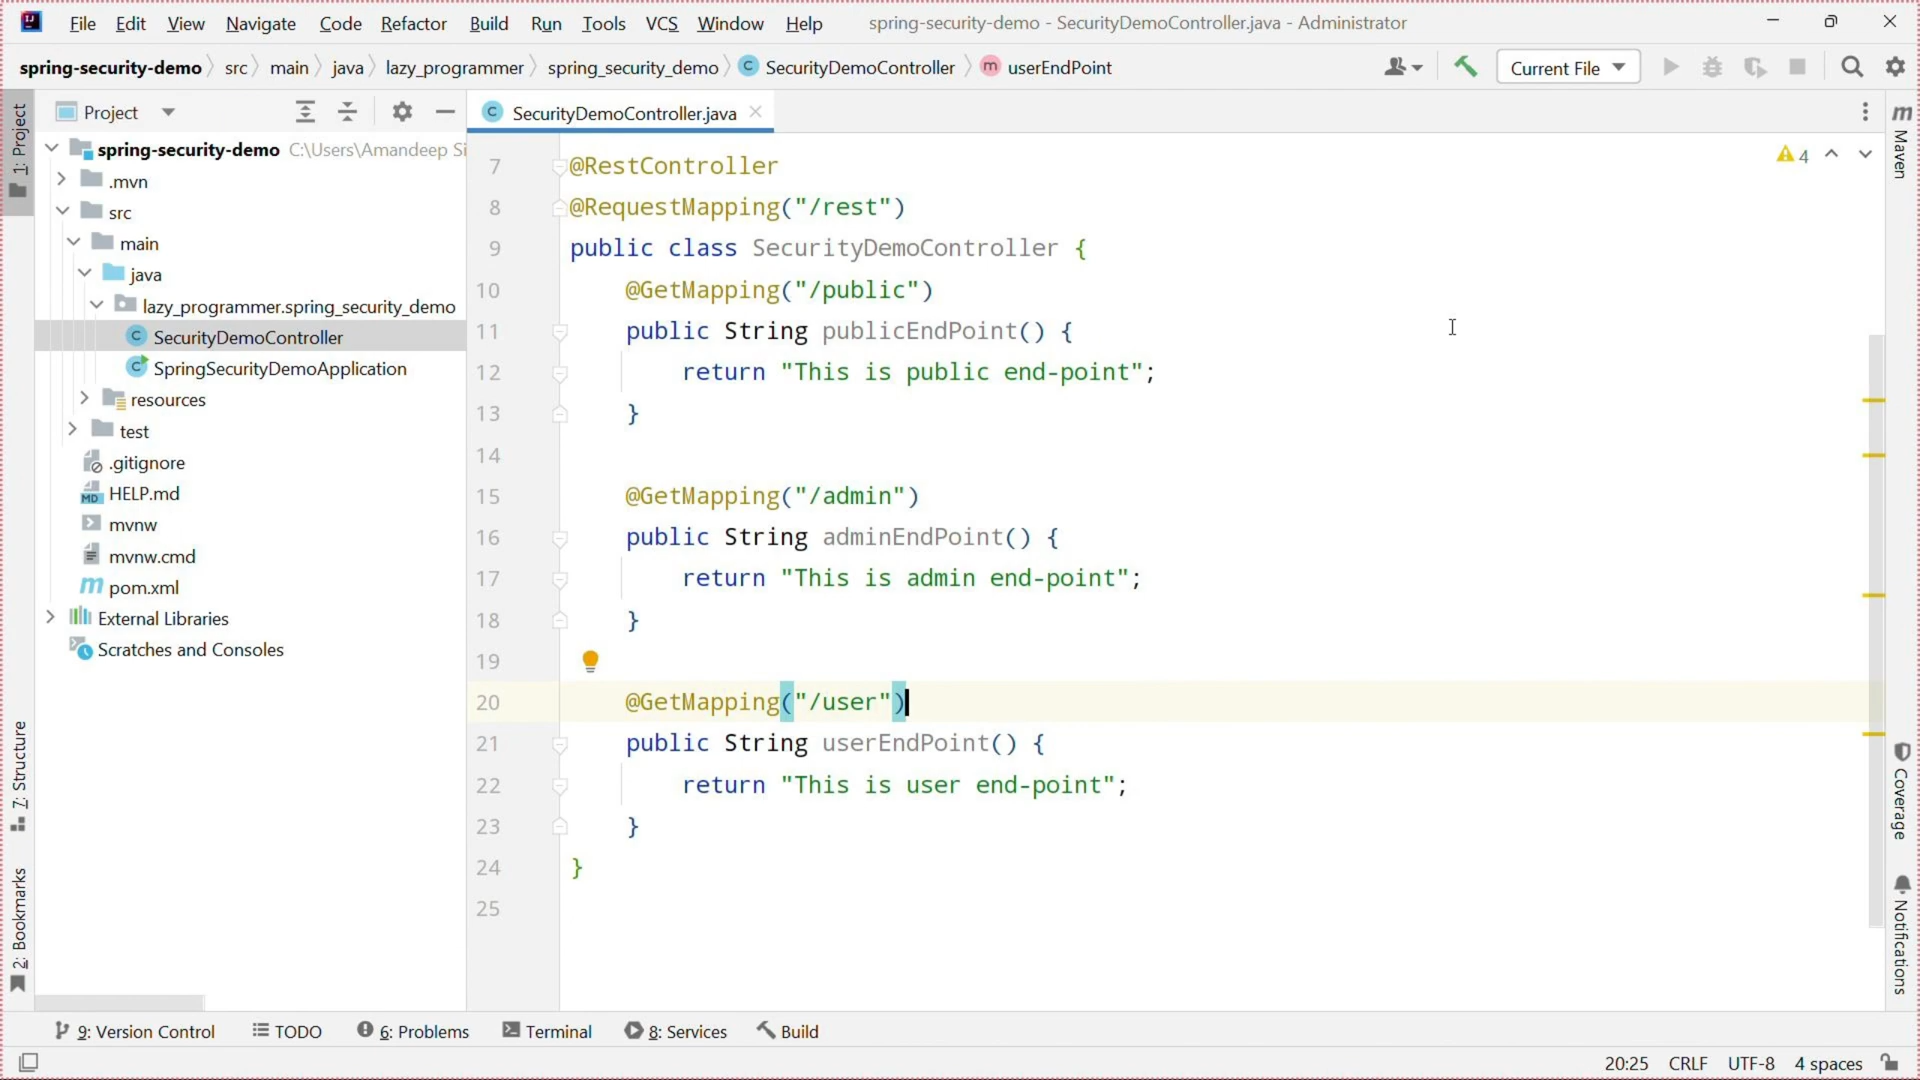 File Edit View Navigate Code Refactor Build Run Tools VCS Window Help spring-security-demo - SecurityDemoController.java - Administrator
spring-security-demo src main java lazy_programmer spring_security_demo SecurityDemoController userEndPoint Current File
1: Project
Project
SecurityDemoController.java
spring-security-demo C:\Users\Amandeep Si
.mvn
src
main
java
lazy_programmer.spring_security_demo
SecurityDemoController
SpringSecurityDemoApplication
resources
test
.gitignore
HELP.md
mvnw
mvnw.cmd
pom.xml
External Libraries
Scratches and Consoles
7: Structure
2: Bookmarks
4
7 @RestController
8 @RequestMapping("/rest")
9 public class SecurityDemoController {
10 @GetMapping("/public")
11 public String publicEndPoint() {
12 return "This is public end-point";
13 }
14
15 @GetMapping("/admin")
16 public String adminEndPoint() {
17 return "This is admin end-point";
18 }
19
20 @GetMapping("/user")
21 public String userEndPoint() {
22 return "This is user end-point";
23 }
24 }
25
Maven
Coverage
Notifications
9: Version Control TODO 6: Problems Terminal 8: Services Build
20:25 CRLF UTF-8 4 spaces